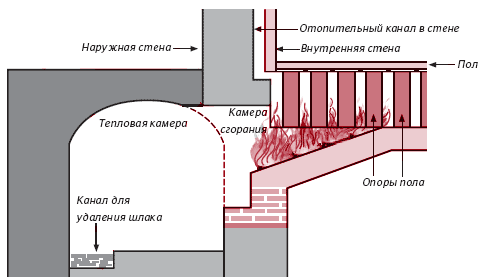 Отопительный канал в стене
Наружная стена
Внутренняя стена
Пол
Камера
сгорания
Тепловая камера
Опоры пола
Канал для
удаления шлака